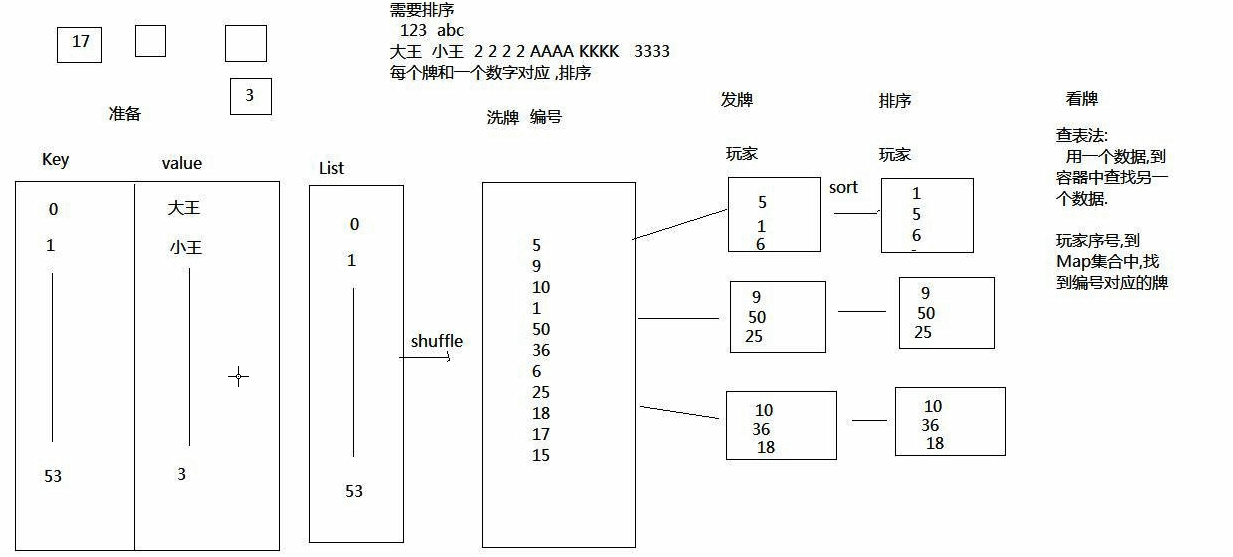 需要排序
123 abc
大王 小王 2 2 2 2 AAAA KKKK 3333
每个牌和一个数字对应 ,排序
17
3
准备
洗牌 编号
发牌
排序
看牌
Key
value
List
玩家
玩家
查表法:
用一个数据,到
容器中查找另一
个数据.
玩家序号,到
Map集合中,找
到编号对应的牌
0
大王
1
小王
53
3
0
1
53
shuffle
5
9
10
1
50
36
6
25
18
17
15
5
1
6
sort
1
5
6
9
50
25
9
50
25
10
36
18
10
36
18